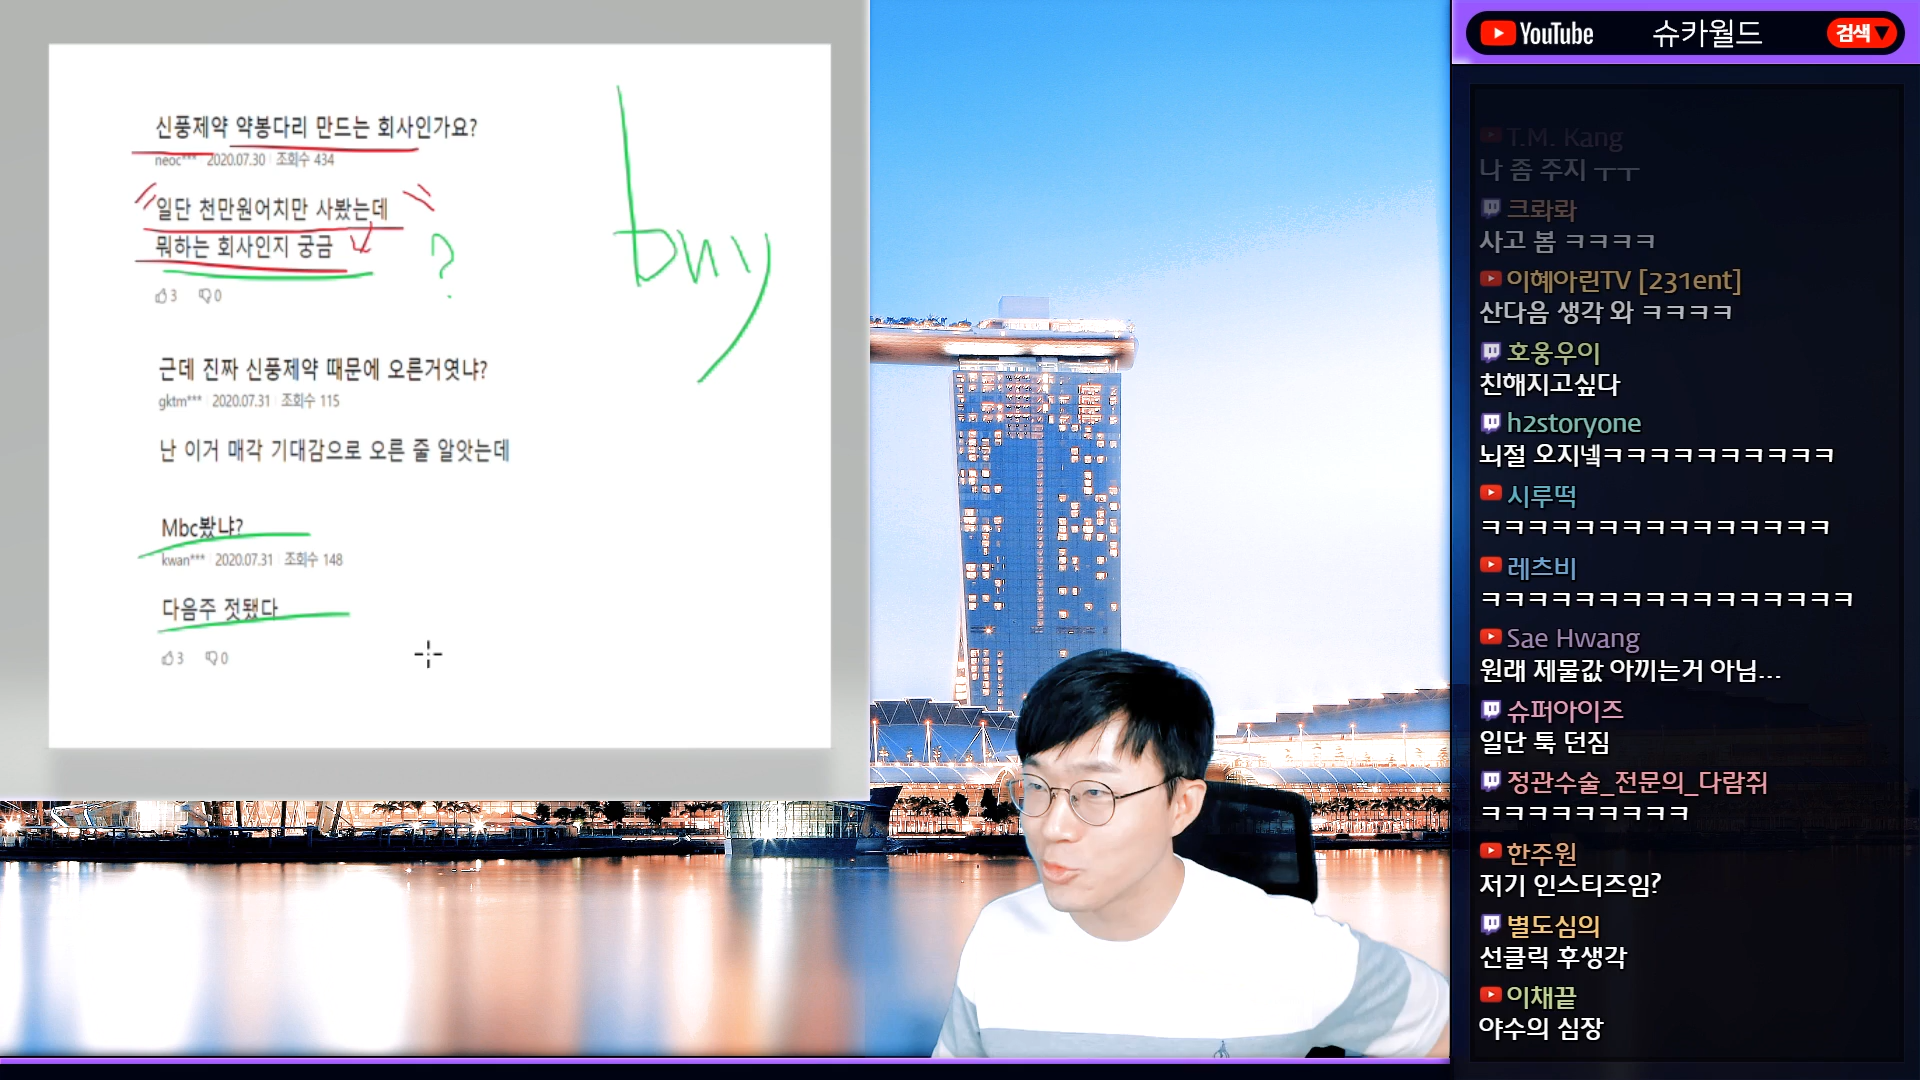 신풍제약 약봉다리 만드는 회사인가요?
neoc*** 2020.07.30 조회수 434
일단 천만원어치만 사봤는데
뭐하는 회사인지 궁금
?
3 0
buy
근데 진짜 신풍제약 때문에 오른거엿냐?
gktm*** 2020.07.31 조회수 115
난 이거 매각 기대감으로 오른 줄 알앗는데
Mbc봤냐?
kwan*** 2020.07.31 조회수 148
다음주 젓됐다
3 0
YouTube 슈카월드 검색▼
T.M. Kang
나 좀 주지 ㅜㅜ
크롸롸
사고 봄 ㅋㅋㅋㅋ
이혜아린TV [231ent]
산다음 생각 와 ㅋㅋㅋㅋ
호웅우이
친해지고싶다
h2storyone
뇌절 오지넼ㅋㅋㅋㅋㅋㅋㅋㅋㅋㅋ
시루떡
ㅋㅋㅋㅋㅋㅋㅋㅋㅋㅋㅋㅋㅋㅋㅋ
레츠비
ㅋㅋㅋㅋㅋㅋㅋㅋㅋㅋㅋㅋㅋㅋㅋㅋ
Sae Hwang
원래 제물값 아끼는거 아님...
슈퍼아이즈
일단 툭 던짐
정관수술_전문의_다람쥐
ㅋㅋㅋㅋㅋㅋㅋㅋㅋ
한주원
저기 인스티즈임?
별도심의
선클릭 후생각
이채끝
야수의 심장